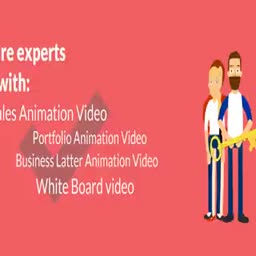 re experts
with:
ales Animation Video
Portfolio Animation Video
Business Latter Animation Video
White Board video